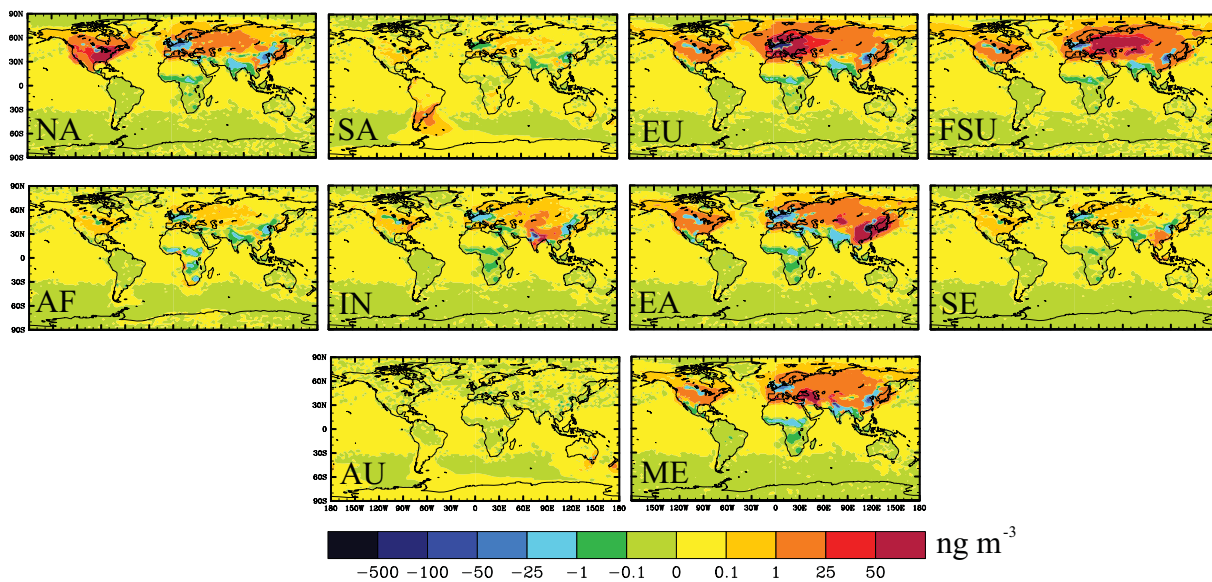 90N
60N
30N
0
30S
60S
90S
NA
SA
EU
FSU
90N
60N
30N
0
30S
60S
90S
AF
IN
EA
SE
90N
60N
30N
0
30S
60S
90S
AU
ME
180 150W 120W 90W 60W 30W 0 30E 60E 90E 120E 150E 180
150W 120W 90W 60W 30W 0 30E 60E 90E 120E 150E 180
ng m⁻³
−500 −100 −50 −25 −1 −0.1 0 0.1 1 25 50